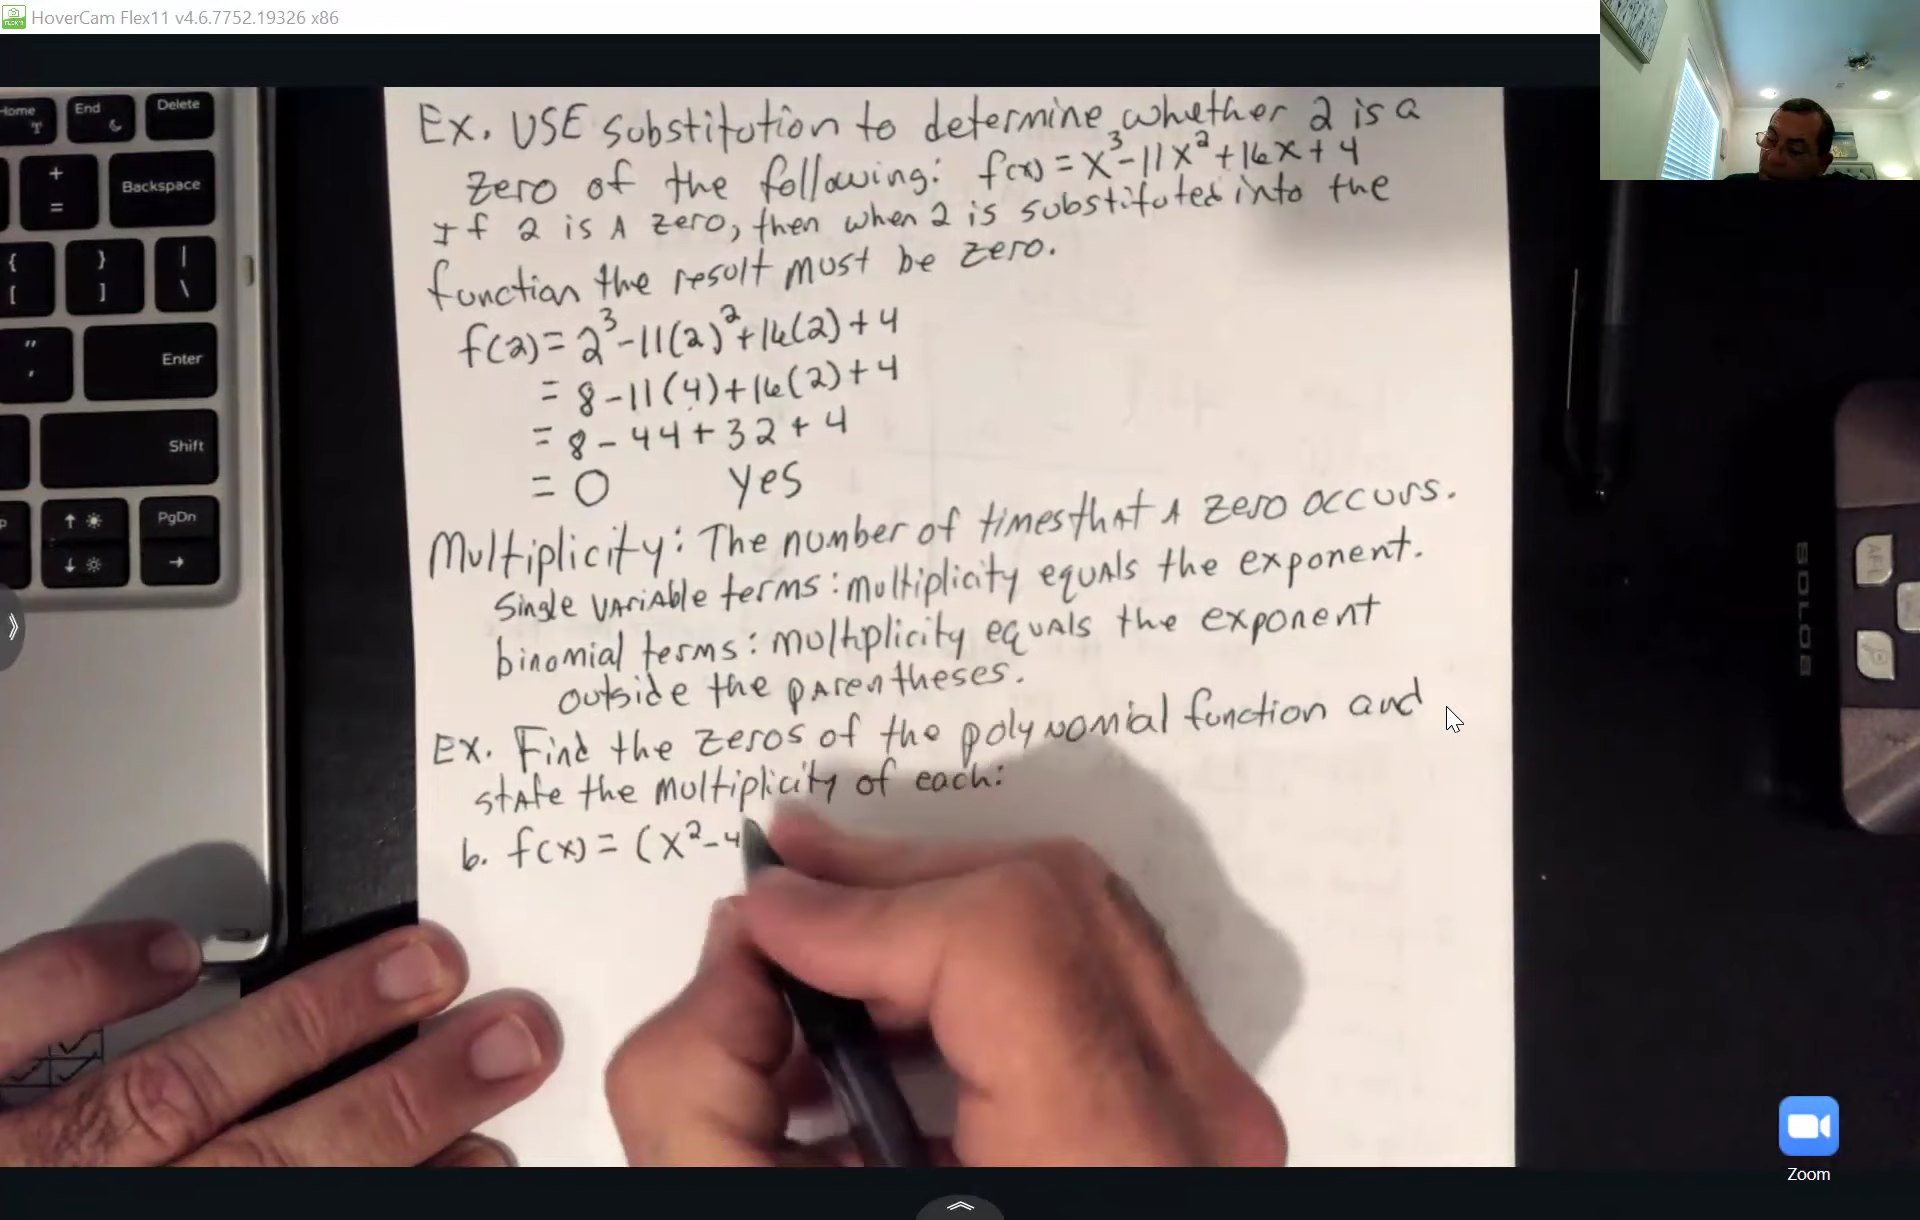 HoverCam Flex11 v4.6.7752.19326 x86
Home End Delete
+
=
Backspace
{ } |
[ ] \
"
,
Enter
Shift
PgDn
Ex. USE substitution to determine whether 2 is a
zero of the following: f(x) = x³ - 11x² + 16x + 4
If 2 is A zero, then when 2 is substituted into the
function the result must be zero.
f(2) = 2³ - 11(2)² + 16(2) + 4
= 8 - 11(4) + 16(2) + 4
= 8 - 44 + 32 + 4
= 0 yes
Multiplicity: The number of times that A zero occurs.
Single variable terms: multiplicity equals the exponent.
binomial terms: multiplicity equals the exponent
outside the parentheses.
Ex. Find the zeros of the polynomial function and
state the multiplicity of each:
b. f(x) = (x² - 4
SOLO
Zoom